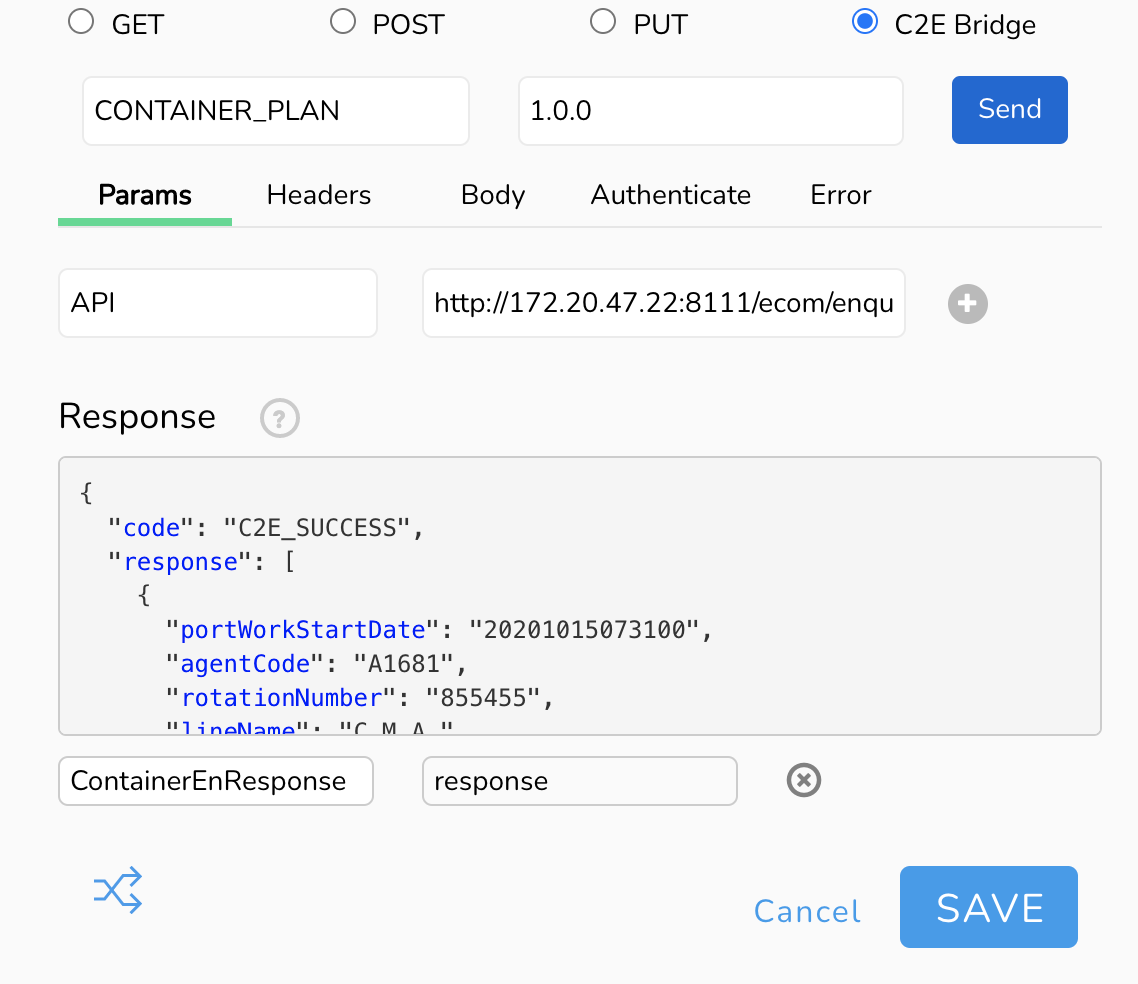 GET POST PUT C2E Bridge
CONTAINER_PLAN 1.0.0 Send
Params Headers Body Authenticate Error
API http://172.20.47.22:8111/ecom/enqu
Response ?
{
"code": "C2E_SUCCESS",
"response": [
{
"portWorkStartDate": "20201015073100",
"agentCode": "A1681",
"rotationNumber": "855455",
"lineName": "C M A "
ContainerEnResponse response
Cancel SAVE